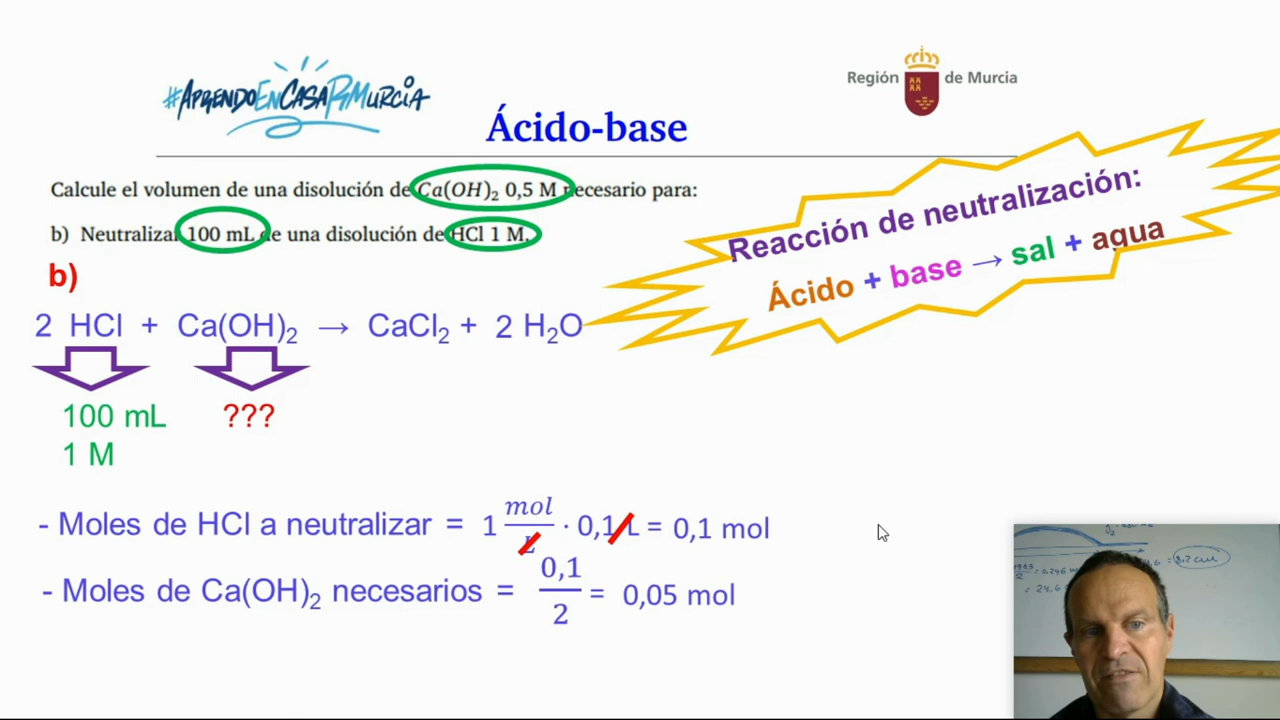 #APRENDOENCASARMURCIA
Región de Murcia
Ácido-base
Calcule el volumen de una disolución de Ca(OH)₂ 0,5 M necesario para:
b) Neutralizar 100 mL de una disolución de HCl 1 M.
Reacción de neutralización:
Ácido + base → sal + agua
b)
2 HCl + Ca(OH)₂ → CaCl₂ + 2 H₂O
100 mL ???
1 M
- Moles de HCl a neutralizar = 1 mol/L · 0,1 L = 0,1 mol
- Moles de Ca(OH)₂ necesarios = 0,1/2 = 0,05 mol
8.2 cm